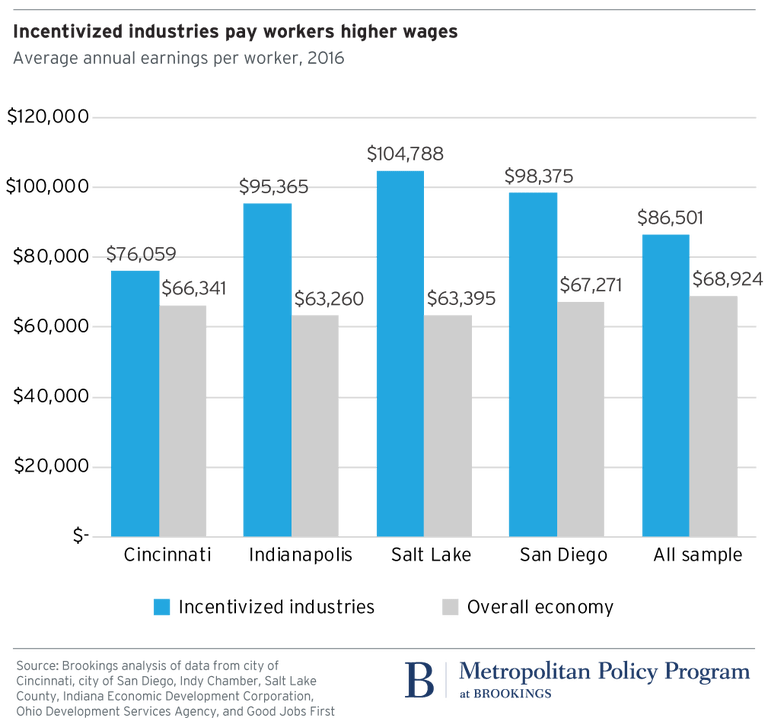 Incentivized industries pay workers higher wages
Average annual earnings per worker, 2016
$120,000
$104,788
$100,000
$95,365
$98,375
$86,501
$80,000
$76,059
$66,341
$63,260
$63,395
$67,271
$68,924
$60,000
$40,000
$20,000
$-
Cincinnati Indianapolis Salt Lake San Diego All sample
Incentivized industries Overall economy
Source: Brookings analysis of data from city of
Cincinnati, city of San Diego, Indy Chamber, Salt Lake
County, Indiana Economic Development Corporation,
Ohio Development Services Agency, and Good Jobs First
B
Metropolitan Policy Program
at BROOKINGS